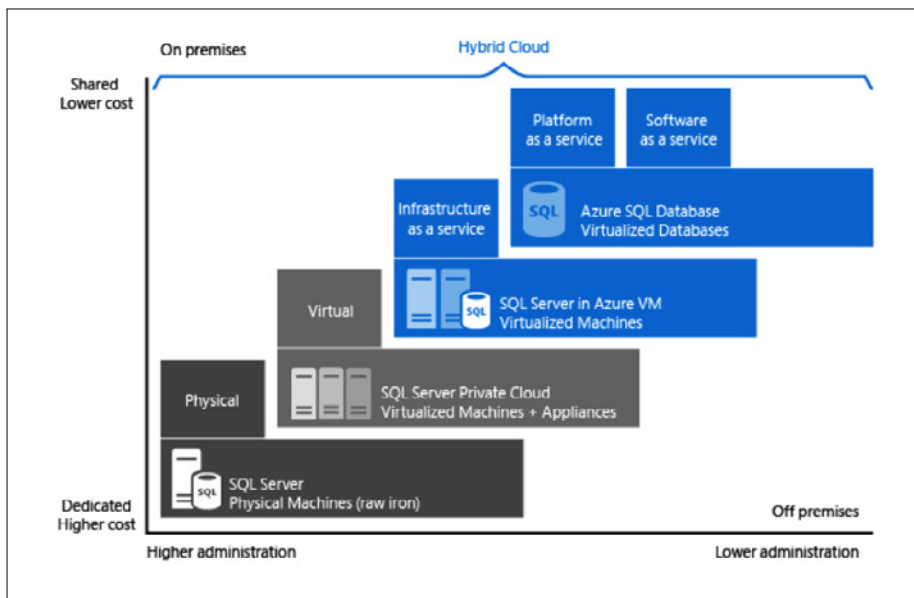 On premises
Hybrid Cloud
Shared
Lower cost
Platform
as a service
Software
as a service
Infrastructure
as a service
SQL
Azure SQL Database
Virtualized Databases
Virtual
SQL
SQL Server in Azure VM
Virtualized Machines
Physical
SQL Server Private Cloud
Virtualized Machines + Appliances
SQL
SQL Server
Physical Machines (raw iron)
Dedicated
Higher cost
Off premises
Higher administration
Lower administration